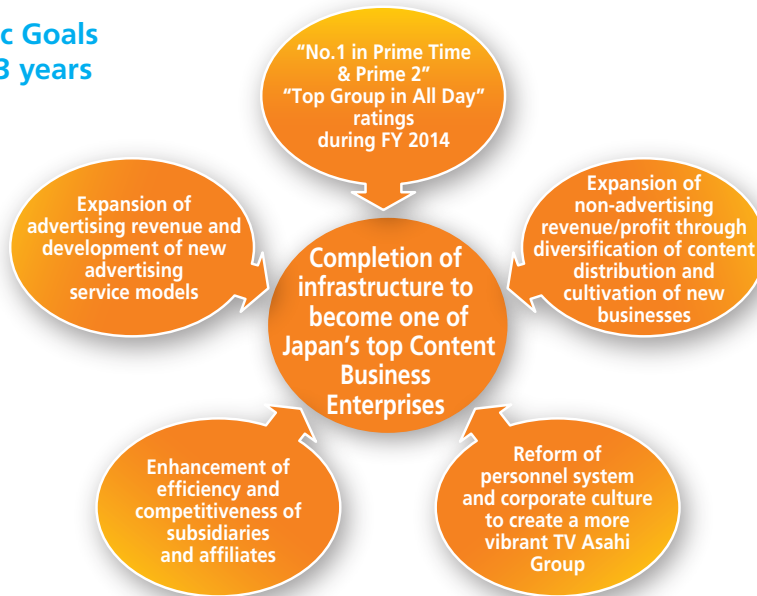 c Goals
3 years
“No.1 in Prime Time
& Prime 2”
“Top Group in All Day”
ratings
during FY 2014
Expansion of
advertising revenue and
development of new
advertising
service models
Expansion of
non-advertising
revenue/profit through
diversification of content
distribution and
cultivation of new
businesses
Completion of
infrastructure to
become one of
Japan’s top Content
Business
Enterprises
Enhancement of
efficiency and
competitiveness of
subsidiaries
and affiliates
Reform of
personnel system
and corporate culture
to create a more
vibrant TV Asahi
Group